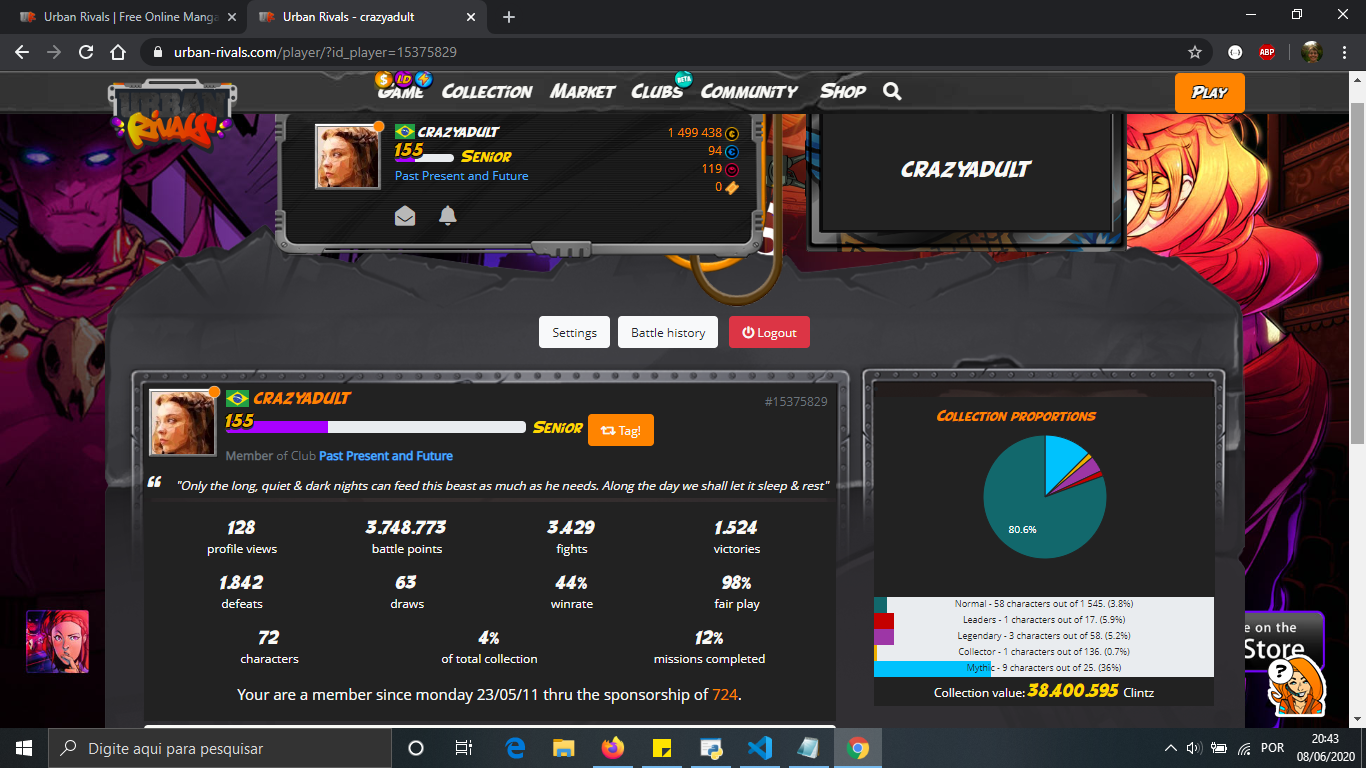 Urban Rivals | Free Online Manga
Urban Rivals - crazyadult
urban-rivals.com/player/?id_player=15375829
ABP
URBAN RIVALS
GAME
COLLECTION
MARKET
CLUBS
BETA
COMMUNITY
SHOP
PLAY
CRAZYADULT
155
SENIOR
Past Present and Future
1 499 438
94
119
0
CRAZYADULT
Settings
Battle history
Logout
CRAZYADULT
#15375829
155
SENIOR
Tag!
Member of Club Past Present and Future
"Only the long, quiet & dark nights can feed this beast as much as he needs. Along the day we shall let it sleep & rest"
128 3.748.773 3.429 1.524
profile views battle points fights victories
1.842 63 44% 98%
defeats draws winrate fair play
72 4% 12%
characters of total collection missions completed
Your are a member since monday 23/05/11 thru the sponsorship of 724.
COLLECTION PROPORTIONS
80.6%
Normal - 58 characters out of 1 545. (3.8%)
Leaders - 1 characters out of 17. (5.9%)
Legendary - 3 characters out of 58. (5.2%)
Collector - 1 characters out of 136. (0.7%)
Mythic - 9 characters out of 25. (36%)
Collection value: 38.400.595 Clintz
e on the
Store
?
Digite aqui para pesquisar
POR
20:43
08/06/2020